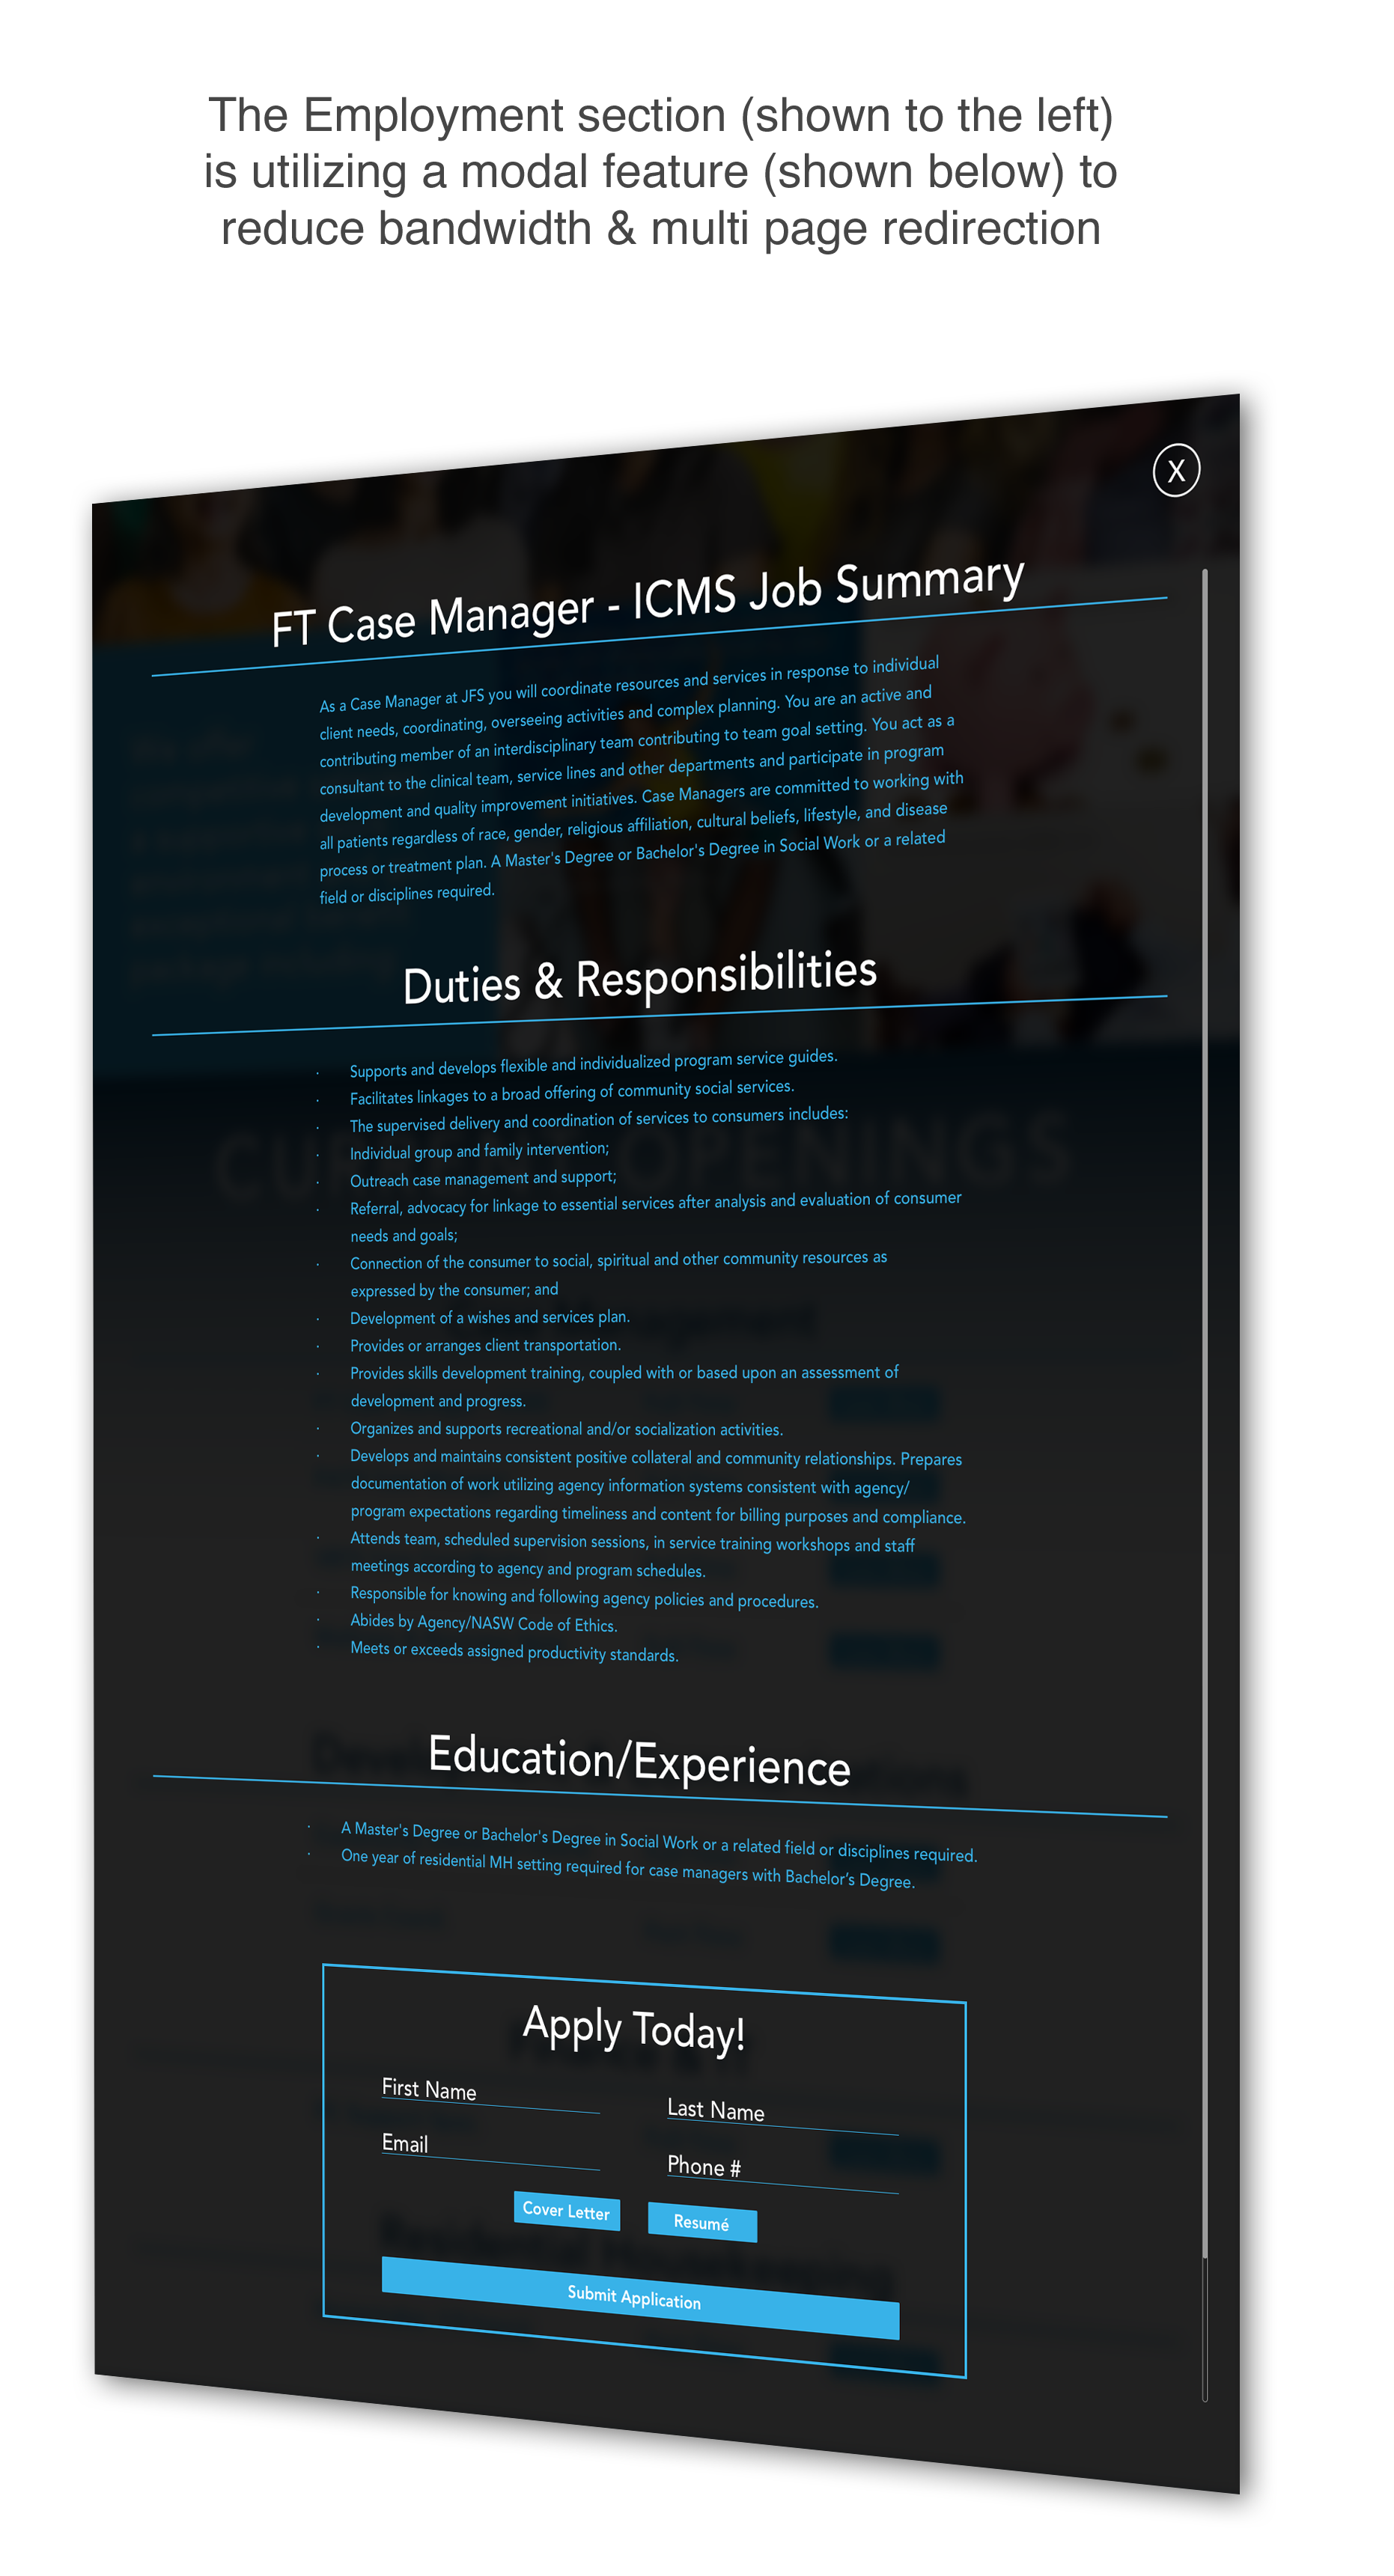 The Employment section (shown to the left)
is utilizing a modal feature (shown below) to
reduce bandwidth & multi page redirection
X
FT Case Manager - ICMS Job Summary
As a Case Manager at JFS you will coordinate resources and services in response to individual
client needs, coordinating, overseeing activities and complex planning. You are an active and
contributing member of an interdisciplinary team contributing to team goal setting. You act as a
consultant to the clinical team, service lines and other departments and participate in program
development and quality improvement initiatives. Case Managers are committed to working with
all patients regardless of race, gender, religious affiliation, cultural beliefs, lifestyle, and disease
process or treatment plan. A Master's Degree or Bachelor's Degree in Social Work or a related
field or disciplines required.
Duties & Responsibilities
· Supports and develops flexible and individualized program service guides.
· Facilitates linkages to a broad offering of community social services.
· The supervised delivery and coordination of services to consumers includes:
· Individual group and family intervention;
· Outreach case management and support;
· Referral, advocacy for linkage to essential services after analysis and evaluation of consumer
needs and goals;
· Connection of the consumer to social, spiritual and other community resources as
expressed by the consumer; and
· Development of a wishes and services plan.
· Provides or arranges client transportation.
· Provides skills development training, coupled with or based upon an assessment of
development and progress.
· Organizes and supports recreational and/or socialization activities.
· Develops and maintains consistent positive collateral and community relationships. Prepares
documentation of work utilizing agency information systems consistent with agency/
program expectations regarding timeliness and content for billing purposes and compliance.
· Attends team, scheduled supervision sessions, in service training workshops and staff
meetings according to agency and program schedules.
· Responsible for knowing and following agency policies and procedures.
· Abides by Agency/NASW Code of Ethics.
· Meets or exceeds assigned productivity standards.
Education/Experience
· A Master's Degree or Bachelor's Degree in Social Work or a related field or disciplines required.
· One year of residential MH setting required for case managers with Bachelor’s Degree.
Apply Today!
First Name
Last Name
Email
Phone #
Cover Letter
Resumé
Submit Application